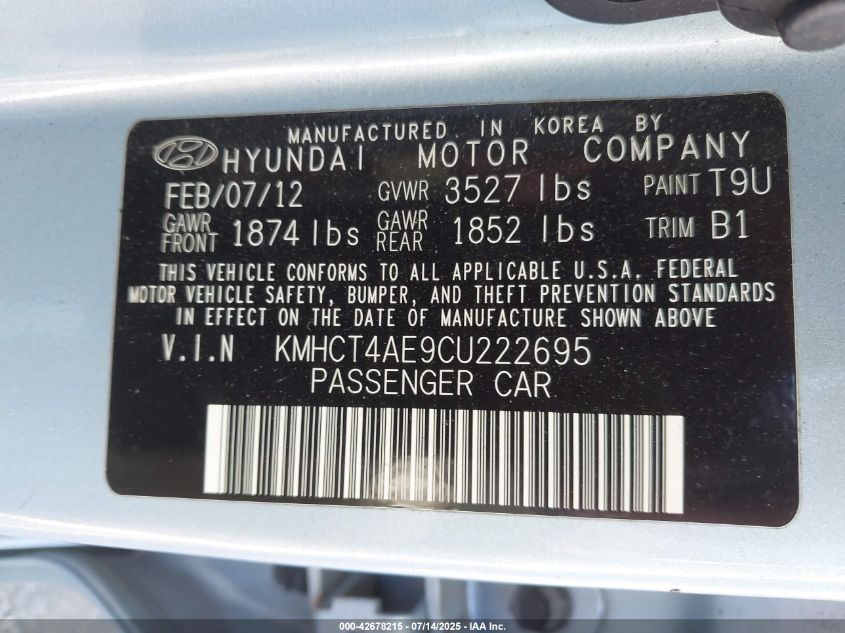 MANUFACTURED IN KOREA BY
HYUNDAI MOTOR COMPANY
FEB/07/12 GVWR 3527 lbs PAINT T9U
GAWR FRONT 1874 lbs GAWR REAR 1852 lbs TRIM B1
THIS VEHICLE CONFORMS TO ALL APPLICABLE U.S.A. FEDERAL
MOTOR VEHICLE SAFETY, BUMPER, AND THEFT PREVENTION STANDARDS
IN EFFECT ON THE DATE OF MANUFACTURE SHOWN ABOVE
V.I.N KMHCT4AE9CU222695
PASSENGER CAR
000-42678215 - 07/14/2025 - IAA Inc.